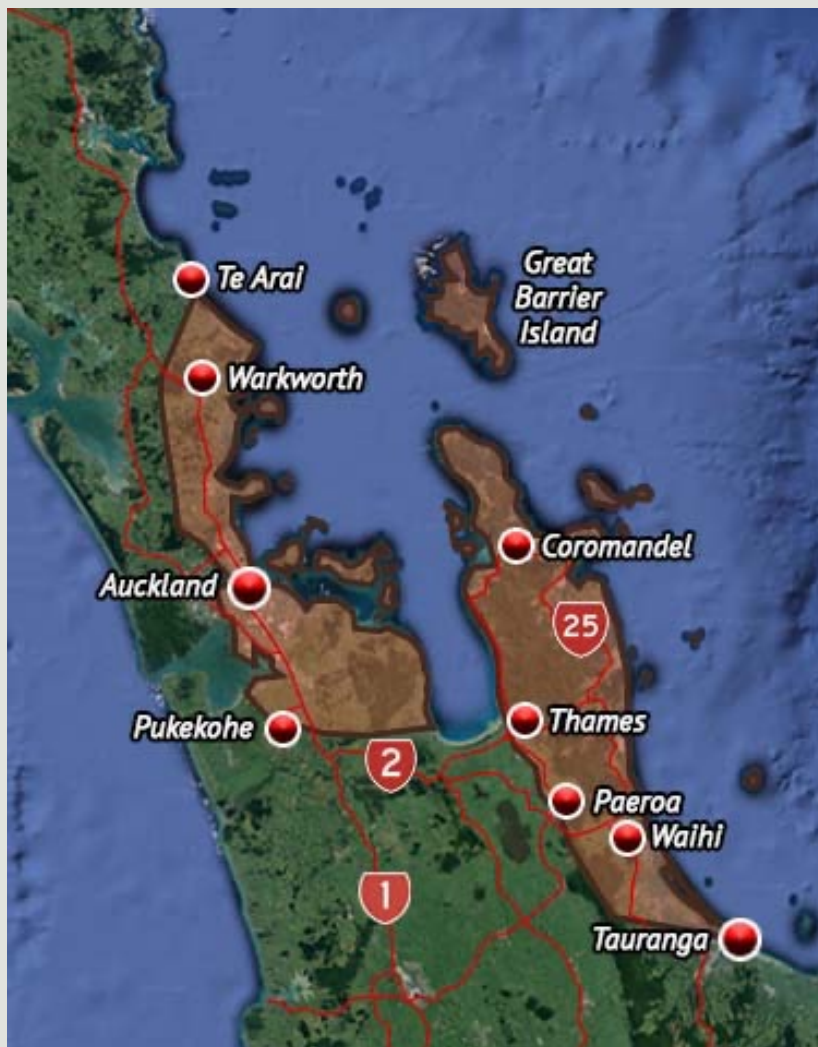 Te Arai
Great
Barrier
Island
Warkworth
Coromandel
Auckland
25
Thames
Pukekohe
2
Paeroa
Waihi
1
Tauranga